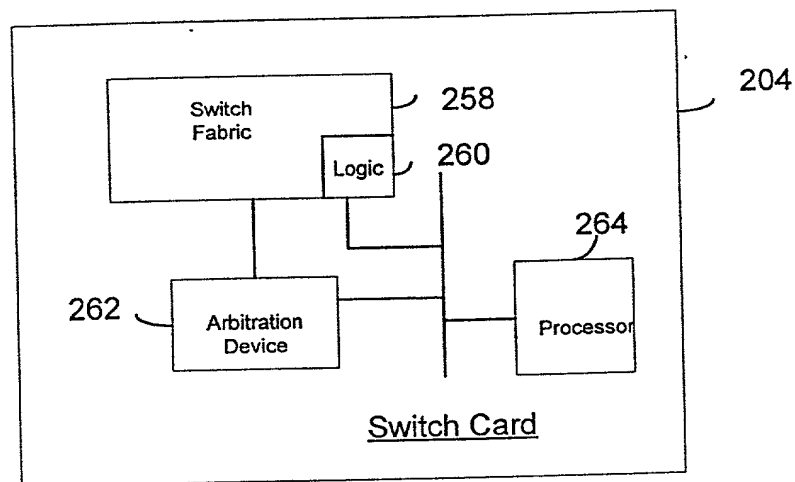 Switch
Fabric
258
204
Logic
260
264
262
Arbitration
Device
Processor
Switch Card